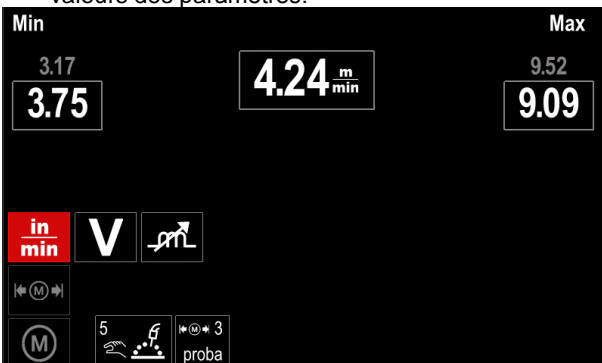 valeurs des paramètres.
Min Max
3.17 9.52
3.75 4.24 m/min 9.09
in/min V
M
M 5 M 3
proba